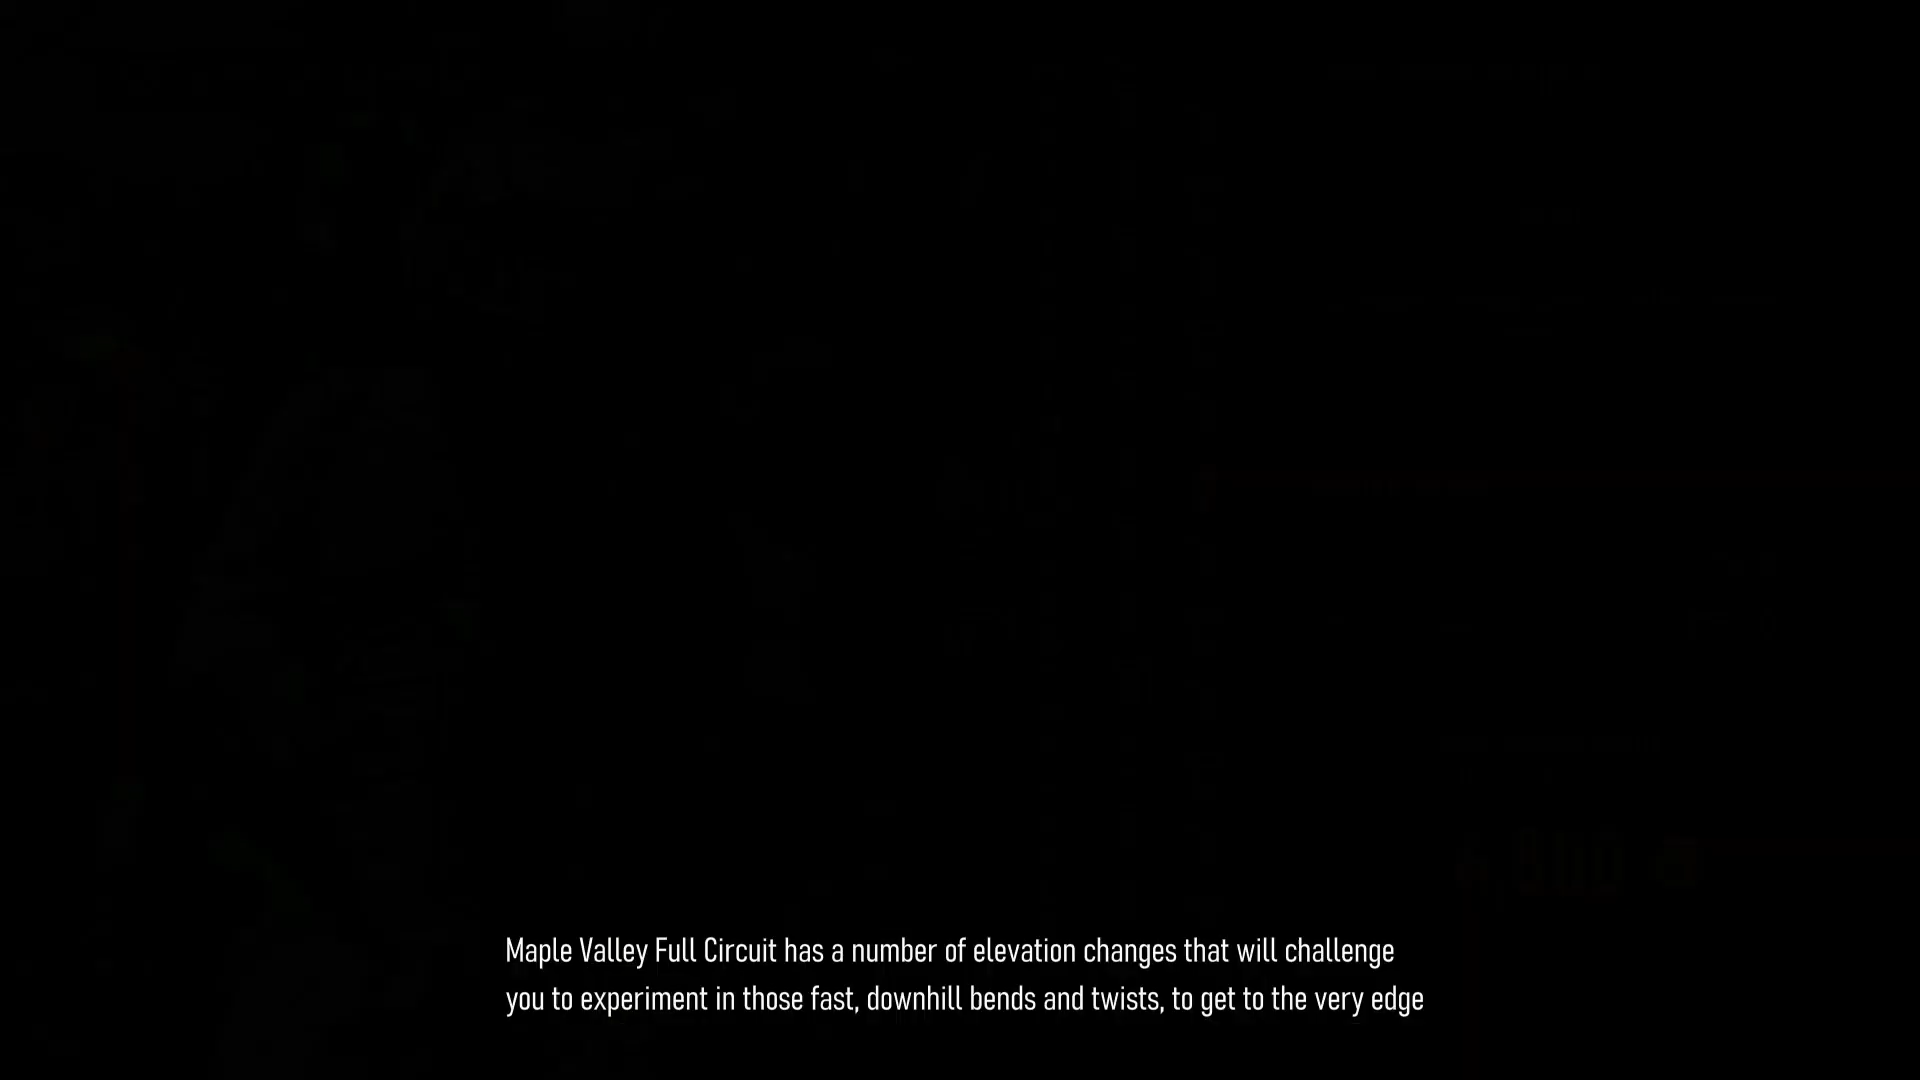 Maple Valley Full Circuit has a number of elevation changes that will challenge
you to experiment in those fast, downhill bends and twists, to get to the very edge